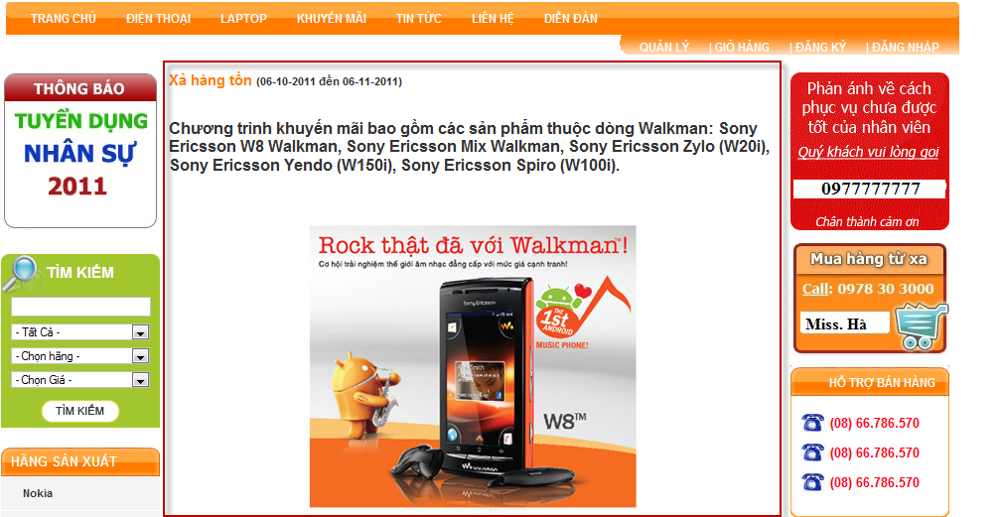 TRANG CHỦ ĐIỆN THOẠI LAPTOP KHUYẾN MÃI TIN TỨC LIÊN HỆ DIỄN ĐÀN
QUẢN LÝ | GIỎ HÀNG | ĐĂNG KÝ | ĐĂNG NHẬP
THÔNG BÁO
TUYỂN DỤNG
NHÂN SỰ
2011
TÌM KIẾM
- Tất Cả -
- Chọn hãng -
- Chọn Giá -
TÌM KIẾM
HÃNG SẢN XUẤT
Nokia
Xả hàng tồn (06-10-2011 đến 06-11-2011)
Chương trình khuyến mãi bao gồm các sản phẩm thuộc dòng Walkman: Sony
Ericsson W8 Walkman, Sony Ericsson Mix Walkman, Sony Ericsson Zylo (W20i),
Sony Ericsson Yendo (W150i), Sony Ericsson Spiro (W100i).
Rock thật đã với Walkman™!
Cơ hội trải nghiệm thế giới âm nhạc đẳng cấp với mức giá cạnh tranh!
Sony Ericsson
THE
1st
ANDROID
MUSIC PHONE!
W8™
WALKMAN
Phản ánh về cách
phục vụ chưa được
tốt của nhân viên
Quý khách vui lòng gọi
0977777777
Chân thành cảm ơn
Mua hàng từ xa
Call: 0978 30 3000
Miss. Hà
HỖ TRỢ BÁN HÀNG
(08) 66.786.570
(08) 66.786.570
(08) 66.786.570